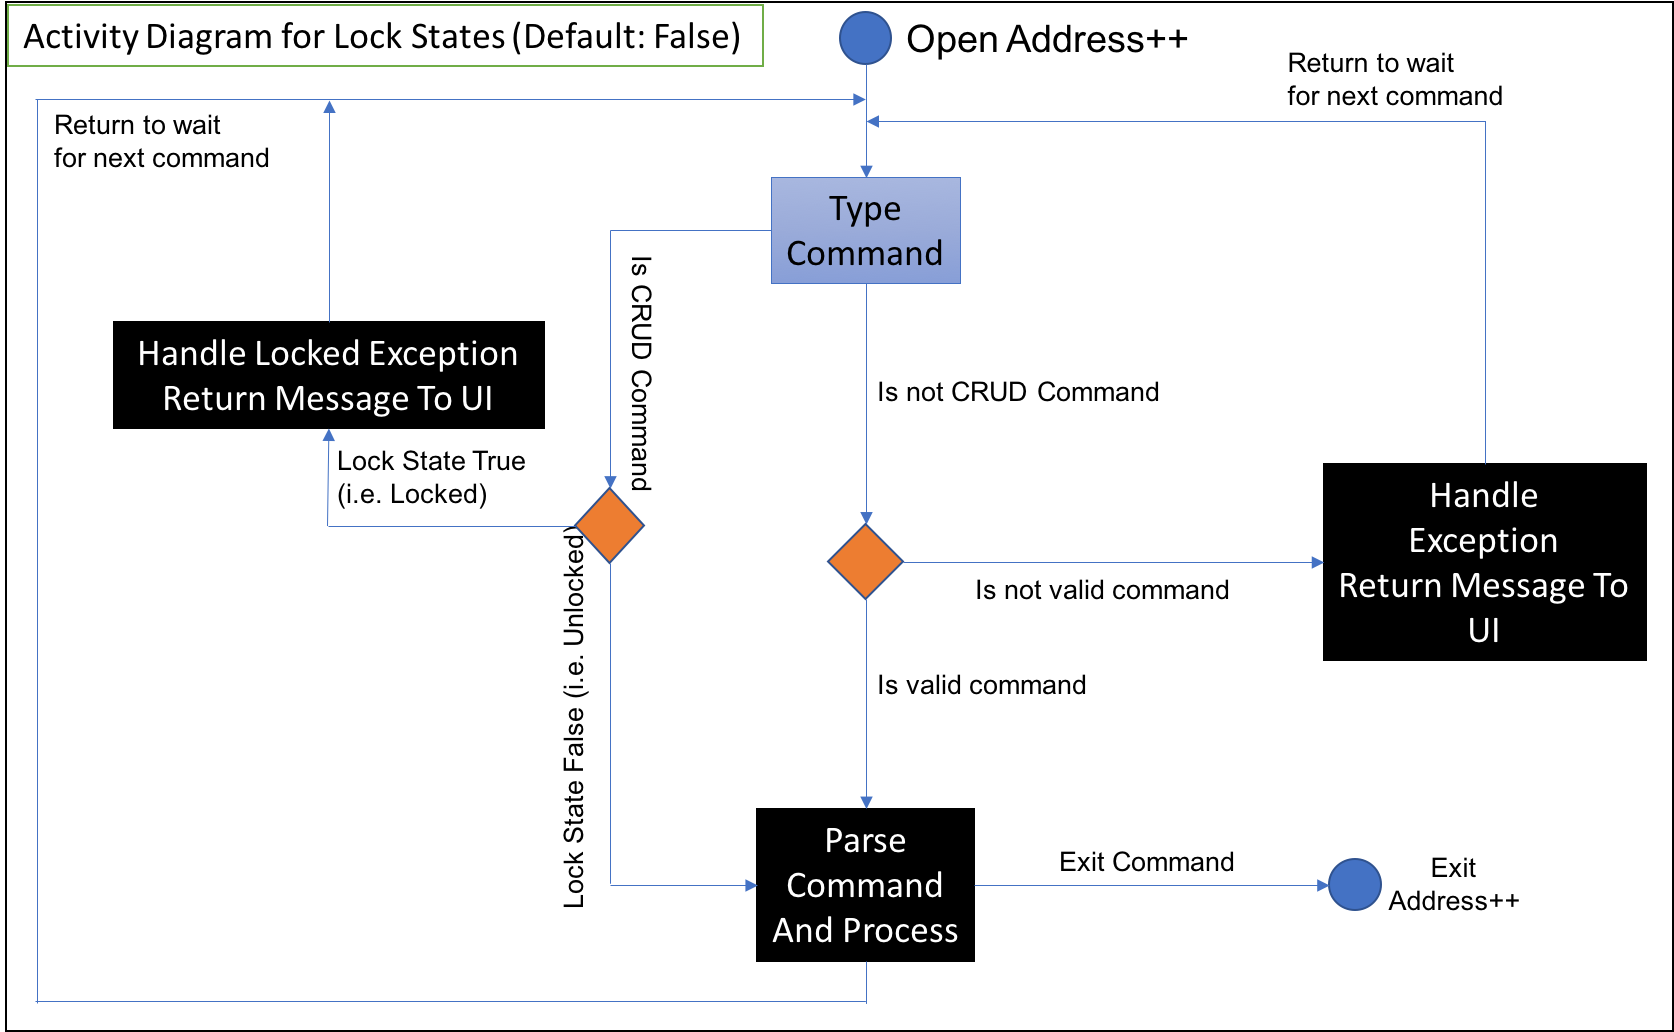 Activity Diagram for Lock States (Default: False)
Open Address++
Return to wait
for next command
Return to wait
for next command
Type
Command
Is CRUD Command
Handle Locked Exception
Return Message To UI
Is not CRUD Command
Lock State True
(i.e. Locked)
Handle
Exception
Return Message To
UI
Is not valid command
Lock State False (i.e. Unlocked)
Is valid command
Parse
Command
And Process
Exit Command
Exit
Address++